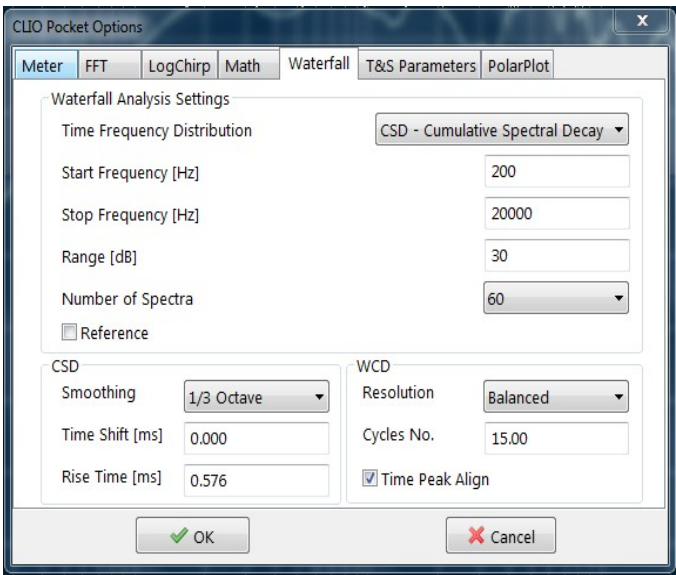 CLIO Pocket Options
x
Meter FFT LogChirp Math Waterfall T&S Parameters PolarPlot
Waterfall Analysis Settings
Time Frequency Distribution CSD - Cumulative Spectral Decay
Start Frequency [Hz] 200
Stop Frequency [Hz] 20000
Range [dB] 30
Number of Spectra 60
Reference
CSD
Smoothing 1/3 Octave
Time Shift [ms] 0.000
Rise Time [ms] 0.576
WCD
Resolution Balanced
Cycles No. 15.00
Time Peak Align
OK Cancel